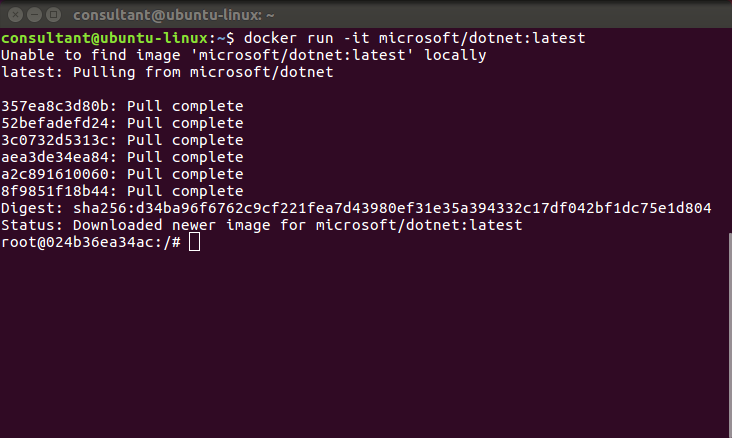 consultant@ubuntu-linux: ~
consultant@ubuntu-linux:~$ docker run -it microsoft/dotnet:latest
Unable to find image 'microsoft/dotnet:latest' locally
latest: Pulling from microsoft/dotnet
357ea8c3d80b: Pull complete
52befadefd24: Pull complete
3c0732d5313c: Pull complete
aea3de34ea84: Pull complete
a2c891610060: Pull complete
8f9851f18b44: Pull complete
Digest: sha256:d34ba96f6762c9cf221fea7d43980ef31e35a394332c17df042bf1dc75e1d804
Status: Downloaded newer image for microsoft/dotnet:latest
root@024b36ea34ac:/#